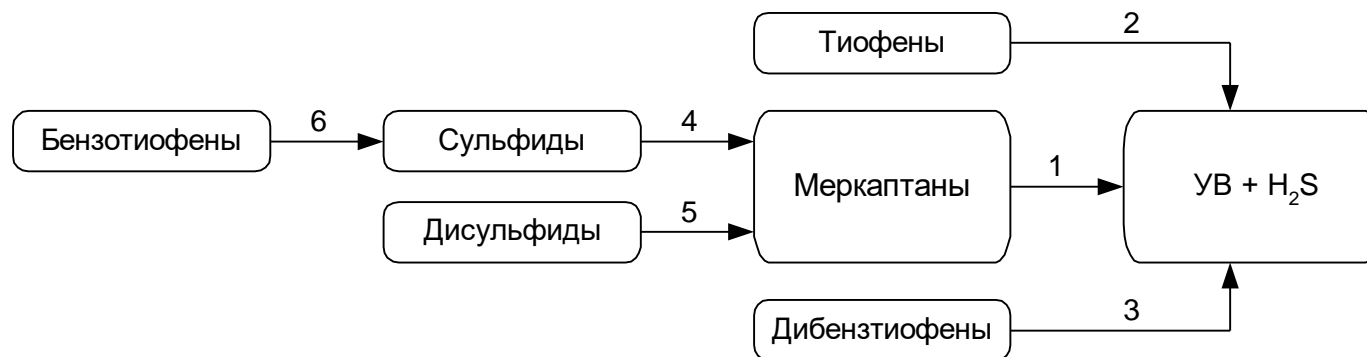 Тиофены
2
Бензотиофены
6
Сульфиды
4
Меркаптаны
1
УВ + H₂S
Дисульфиды
5
Дибензтиофены
3